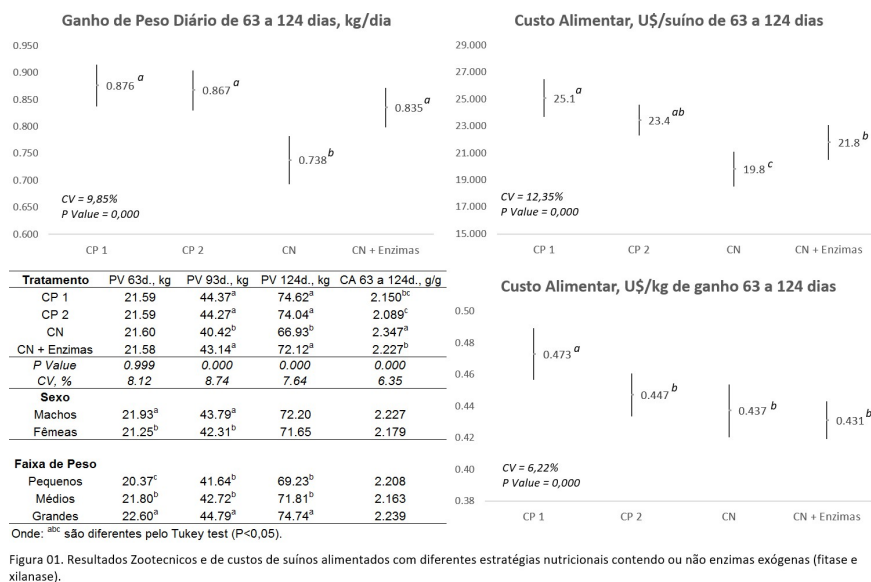 Ganho de Peso Diário de 63 a 124 dias, kg/dia
0.950
0.900
0.850
0.800
0.750
0.700
0.650
0.600
0.876 a
0.867 a
0.738 b
0.835 a
CV = 9,85%
P Value = 0,000
CP 1 CP 2 CN CN + Enzimas
Custo Alimentar, U$/suíno de 63 a 124 dias
29.000
27.000
25.000
23.000
21.000
19.000
17.000
15.000
25.1 a
23.4 ab
19.8 c
21.8 b
CV = 12,35%
P Value = 0,000
CP 1 CP 2 CN CN + Enzimas
Tratamento PV 63d., kg PV 93d., kg PV 124d., kg CA 63 a 124d., g/g
CP 1 21.59 44.37a 74.62a 2.150bc
CP 2 21.59 44.27a 74.04a 2.089c
CN 21.60 40.42b 66.93b 2.347a
CN + Enzimas 21.58 43.14a 72.12a 2.227b
P Value 0.999 0.000 0.000 0.000
CV, % 8.12 8.74 7.64 6.35
Sexo
Machos 21.93a 43.79a 72.20 2.227
Fêmeas 21.25b 42.31b 71.65 2.179
Faixa de Peso
Pequenos 20.37c 41.64b 69.23b 2.208
Médios 21.80b 42.72b 71.81b 2.163
Grandes 22.60a 44.79a 74.74a 2.239
Onde: abc são diferentes pelo Tukey test (P<0,05).
Custo Alimentar, U$/kg de ganho 63 a 124 dias
0.50
0.48
0.46
0.44
0.42
0.40
0.38
0.473 a
0.447 b
0.437 b
0.431 b
CV = 6,22%
P Value = 0,000
CP 1 CP 2 CN CN + Enzimas
Figura 01. Resultados Zootecnicos e de custos de suínos alimentados com diferentes estratégias nutricionais contendo ou não enzimas exógenas (fitase e
xilanase).